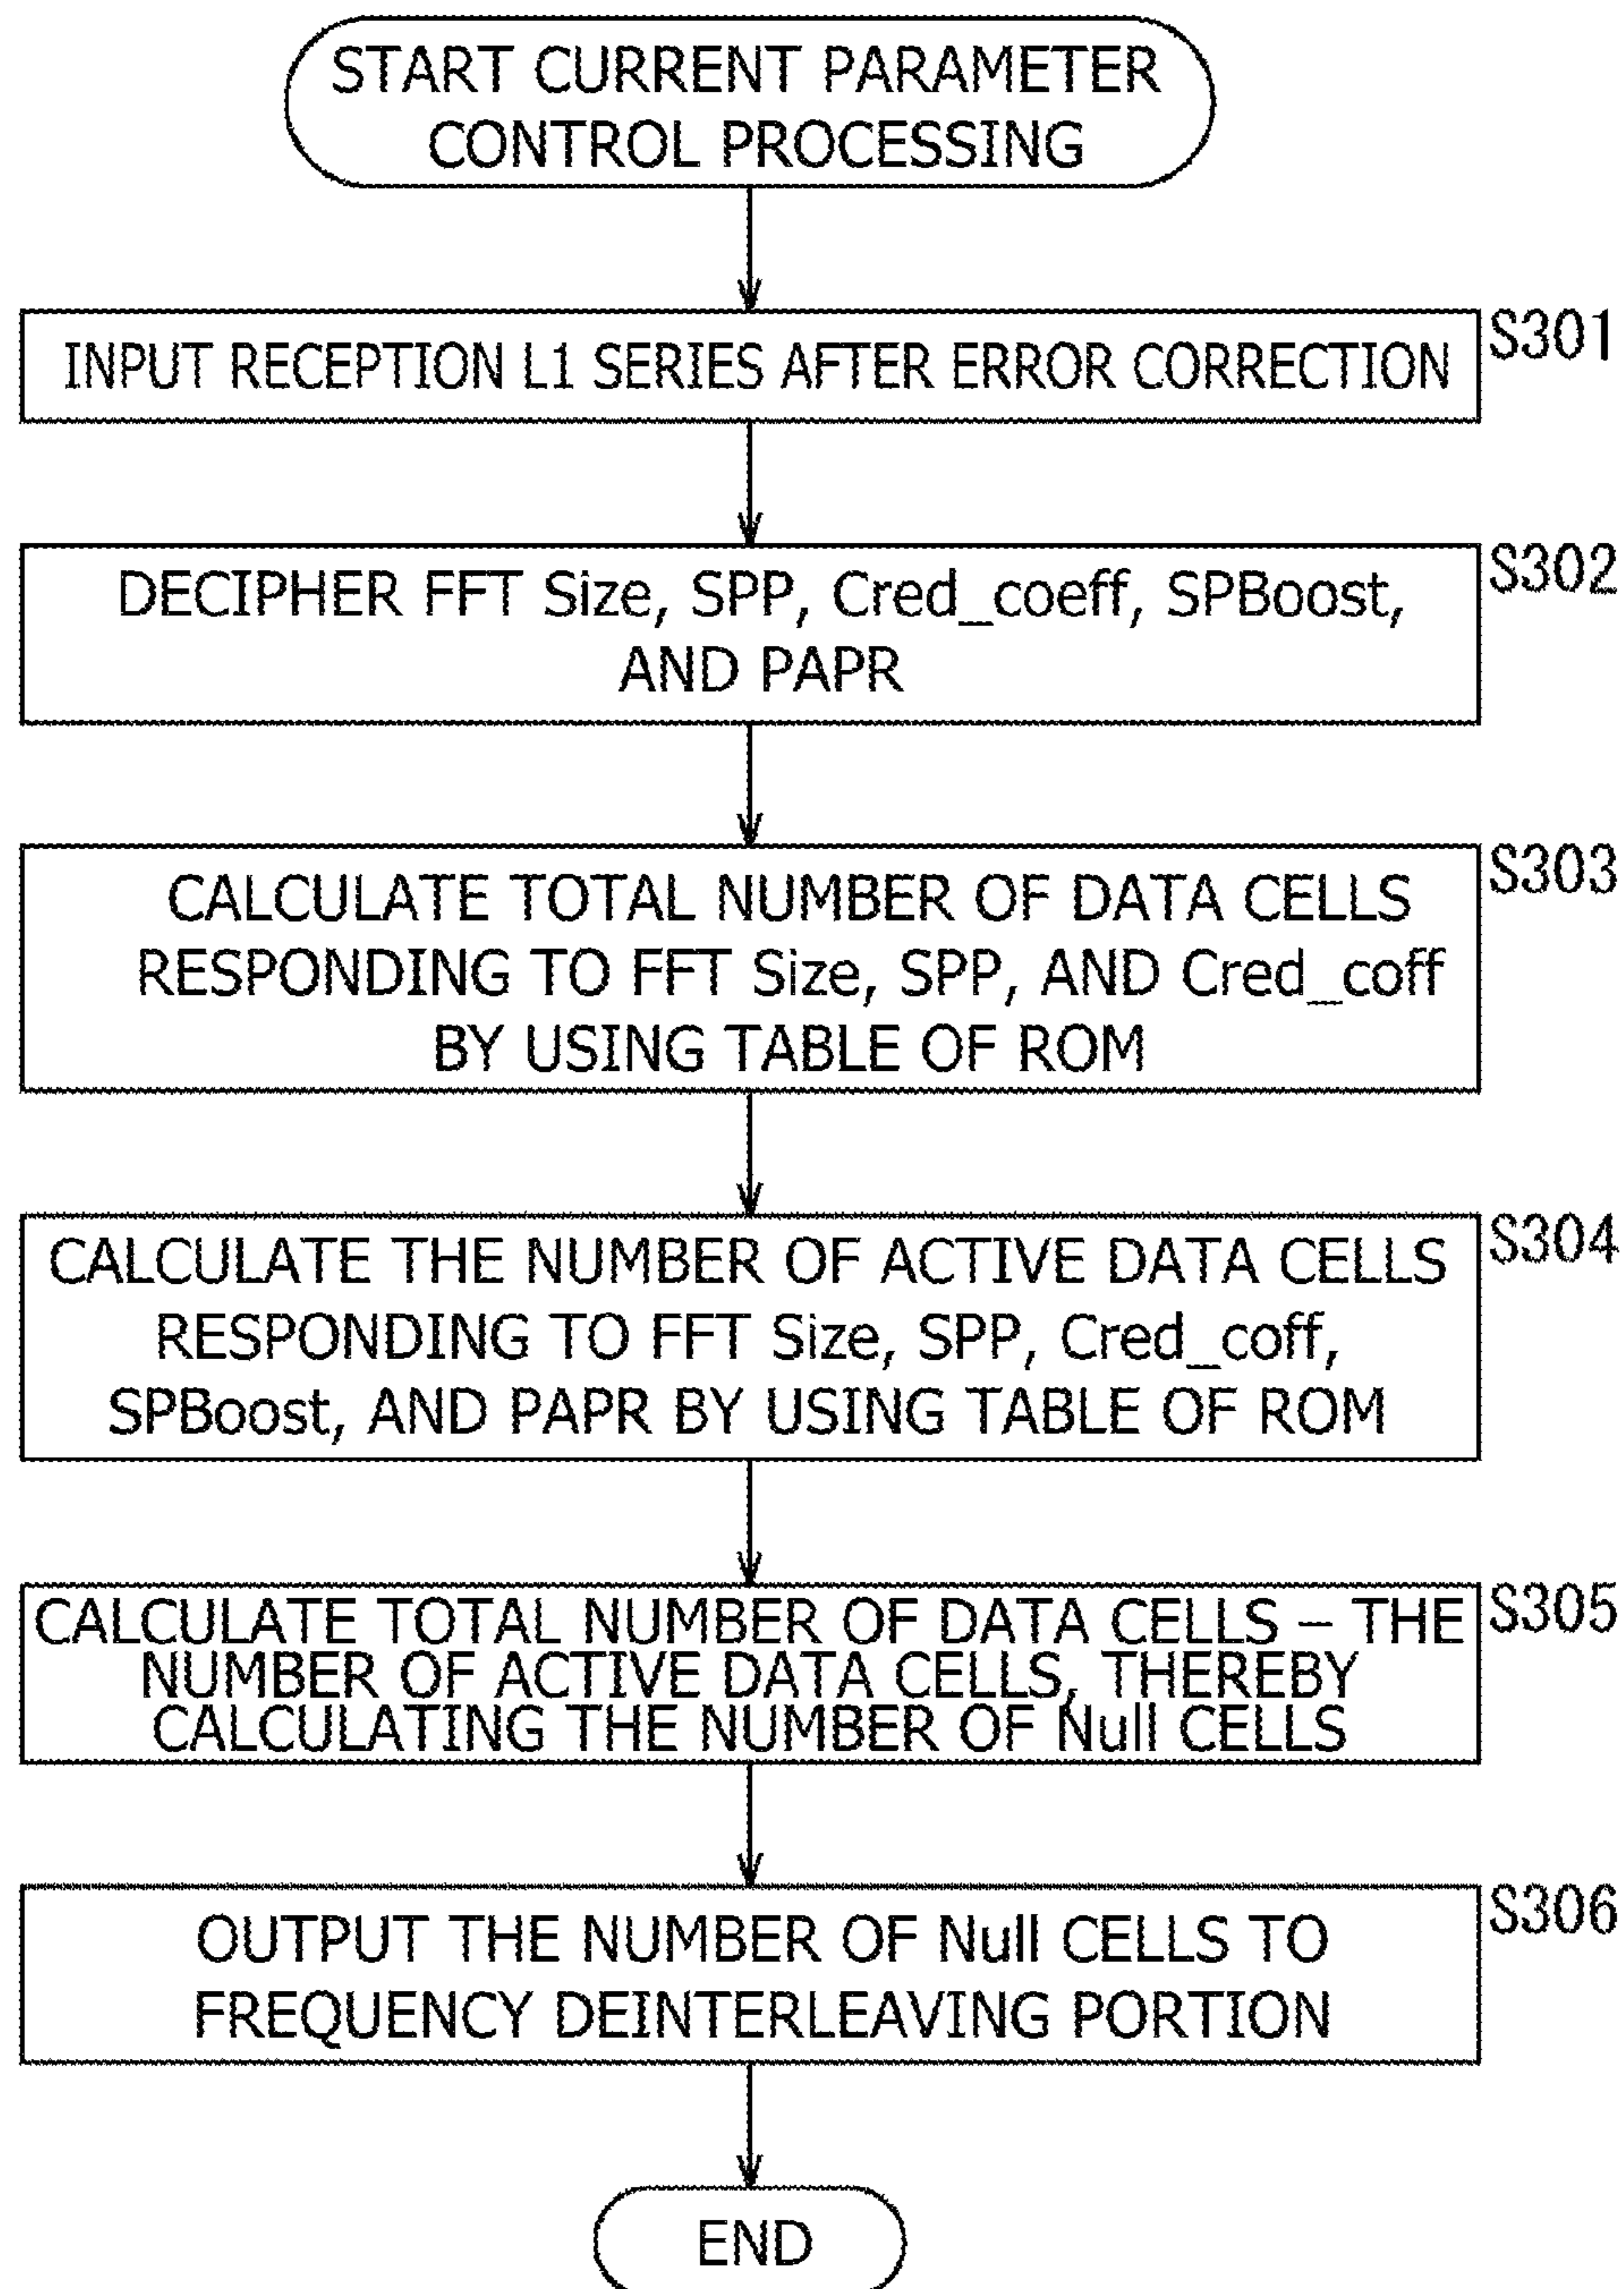 START CURRENT PARAMETER
CONTROL PROCESSING
S301
INPUT RECEPTION L1 SERIES AFTER ERROR CORRECTION
S302
DECIPHER FFT Size, SPP, Cred_coeff, SPBoost,
AND PAPR
S303
CALCULATE TOTAL NUMBER OF DATA CELLS
RESPONDING TO FFT Size, SPP, AND Cred_coff
BY USING TABLE OF ROM
S304
CALCULATE THE NUMBER OF ACTIVE DATA CELLS
RESPONDING TO FFT Size, SPP, Cred_coff,
SPBoost, AND PAPR BY USING TABLE OF ROM
S305
CALCULATE TOTAL NUMBER OF DATA CELLS – THE
NUMBER OF ACTIVE DATA CELLS, THEREBY
CALCULATING THE NUMBER OF Null CELLS
S306
OUTPUT THE NUMBER OF Null CELLS TO
FREQUENCY DEINTERLEAVING PORTION
END